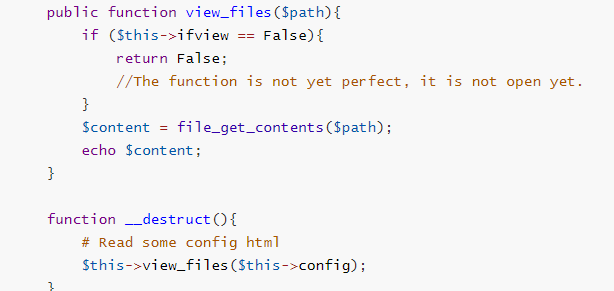 public function view_files($path){
if ($this->ifview == False){
return False;
//The function is not yet perfect, it is not open yet.
}
$content = file_get_contents($path);
echo $content;
}
function __destruct(){
# Read some config html
$this->view_files($this->config);
}